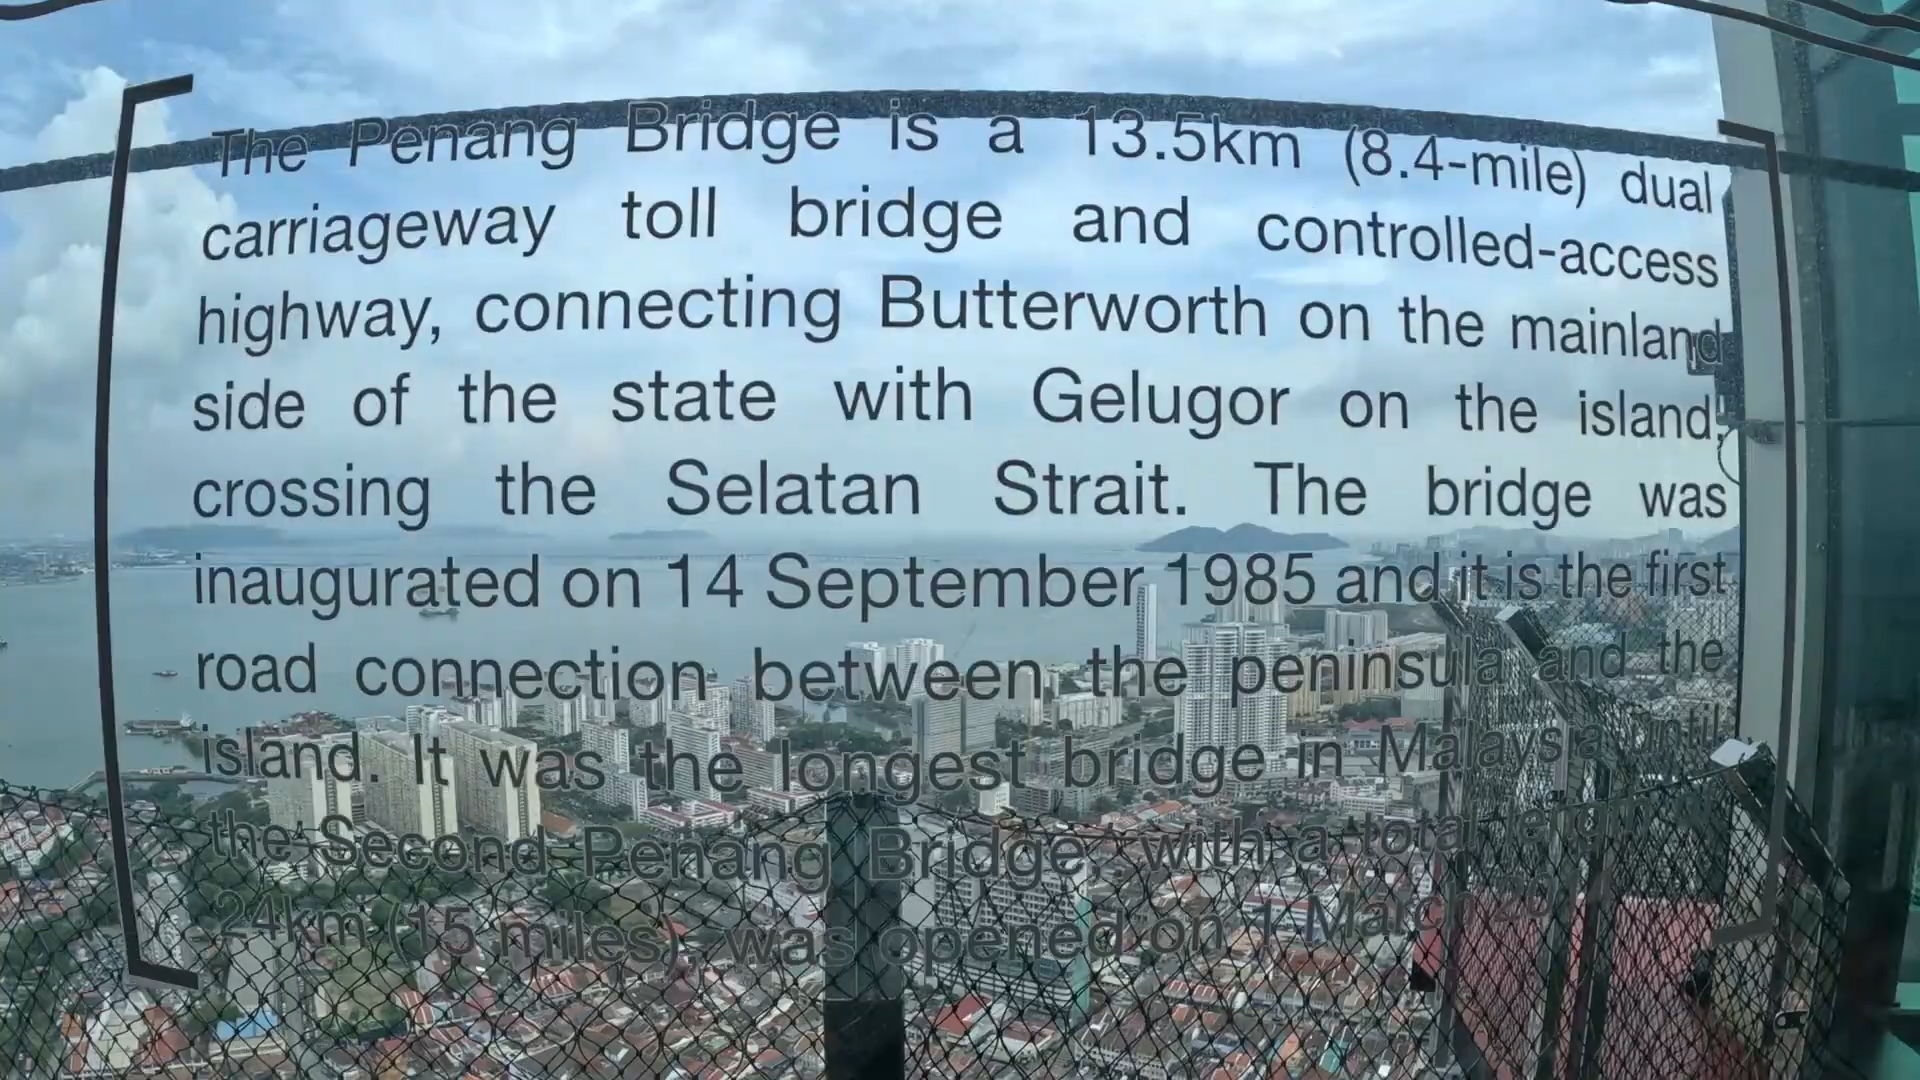 The Penang Bridge is a 13.5km (8.4-mile) dual
carriageway toll bridge and controlled-access
highway, connecting Butterworth on the mainland
side of the state with Gelugor on the island,
crossing the Selatan Strait. The bridge was
inaugurated on 14 September 1985 and it is the first
road connection between the peninsula and the
island. It was the longest bridge in Malaysia until
the Second Penang Bridge, with a total length
24km (15 miles), was opened on 1 March